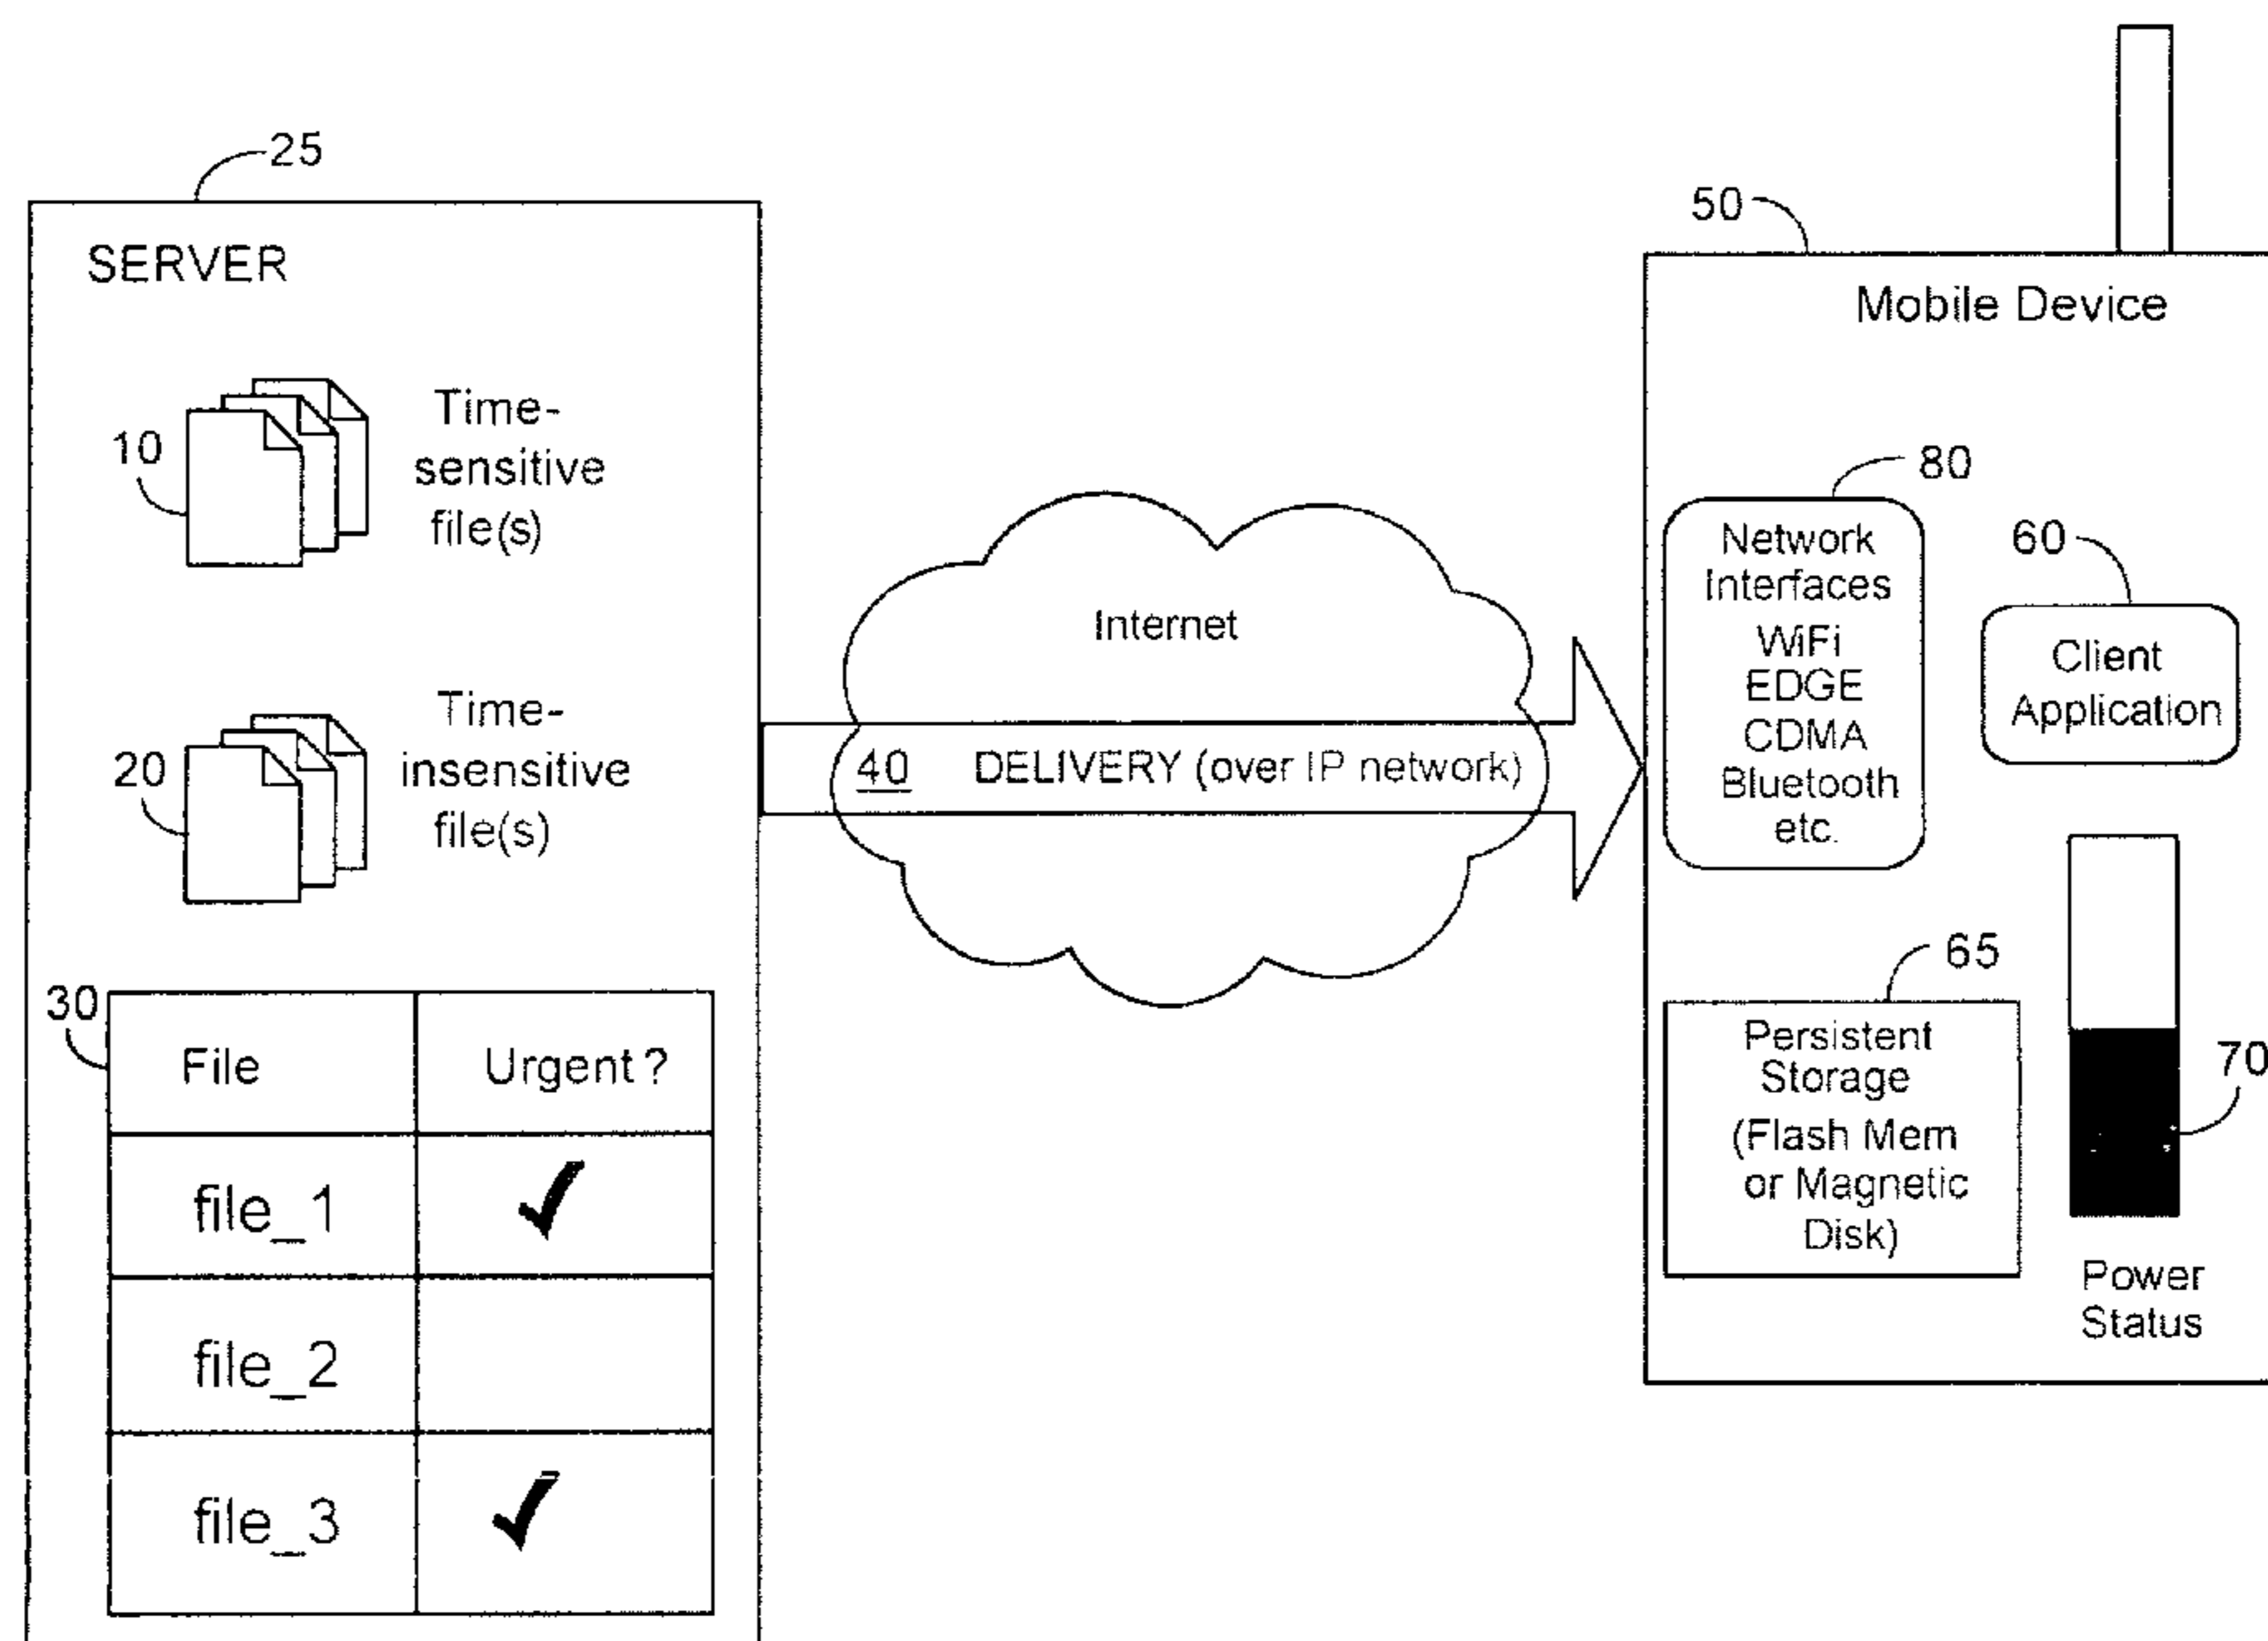 25
SERVER
10
Time-
sensitive
file(s)
20
Time-
insensitive
file(s)
30
File Urgent?
file_1 ✓
file_2
file_3 ✓
Internet
40 DELIVERY (over IP network)
50
Mobile Device
80
Network
Interfaces
WiFi
EDGE
CDMA
Bluetooth
etc.
60
Client
Application
65
Persistent
Storage
(Flash Mem
or Magnetic
Disk)
70
Power
Status